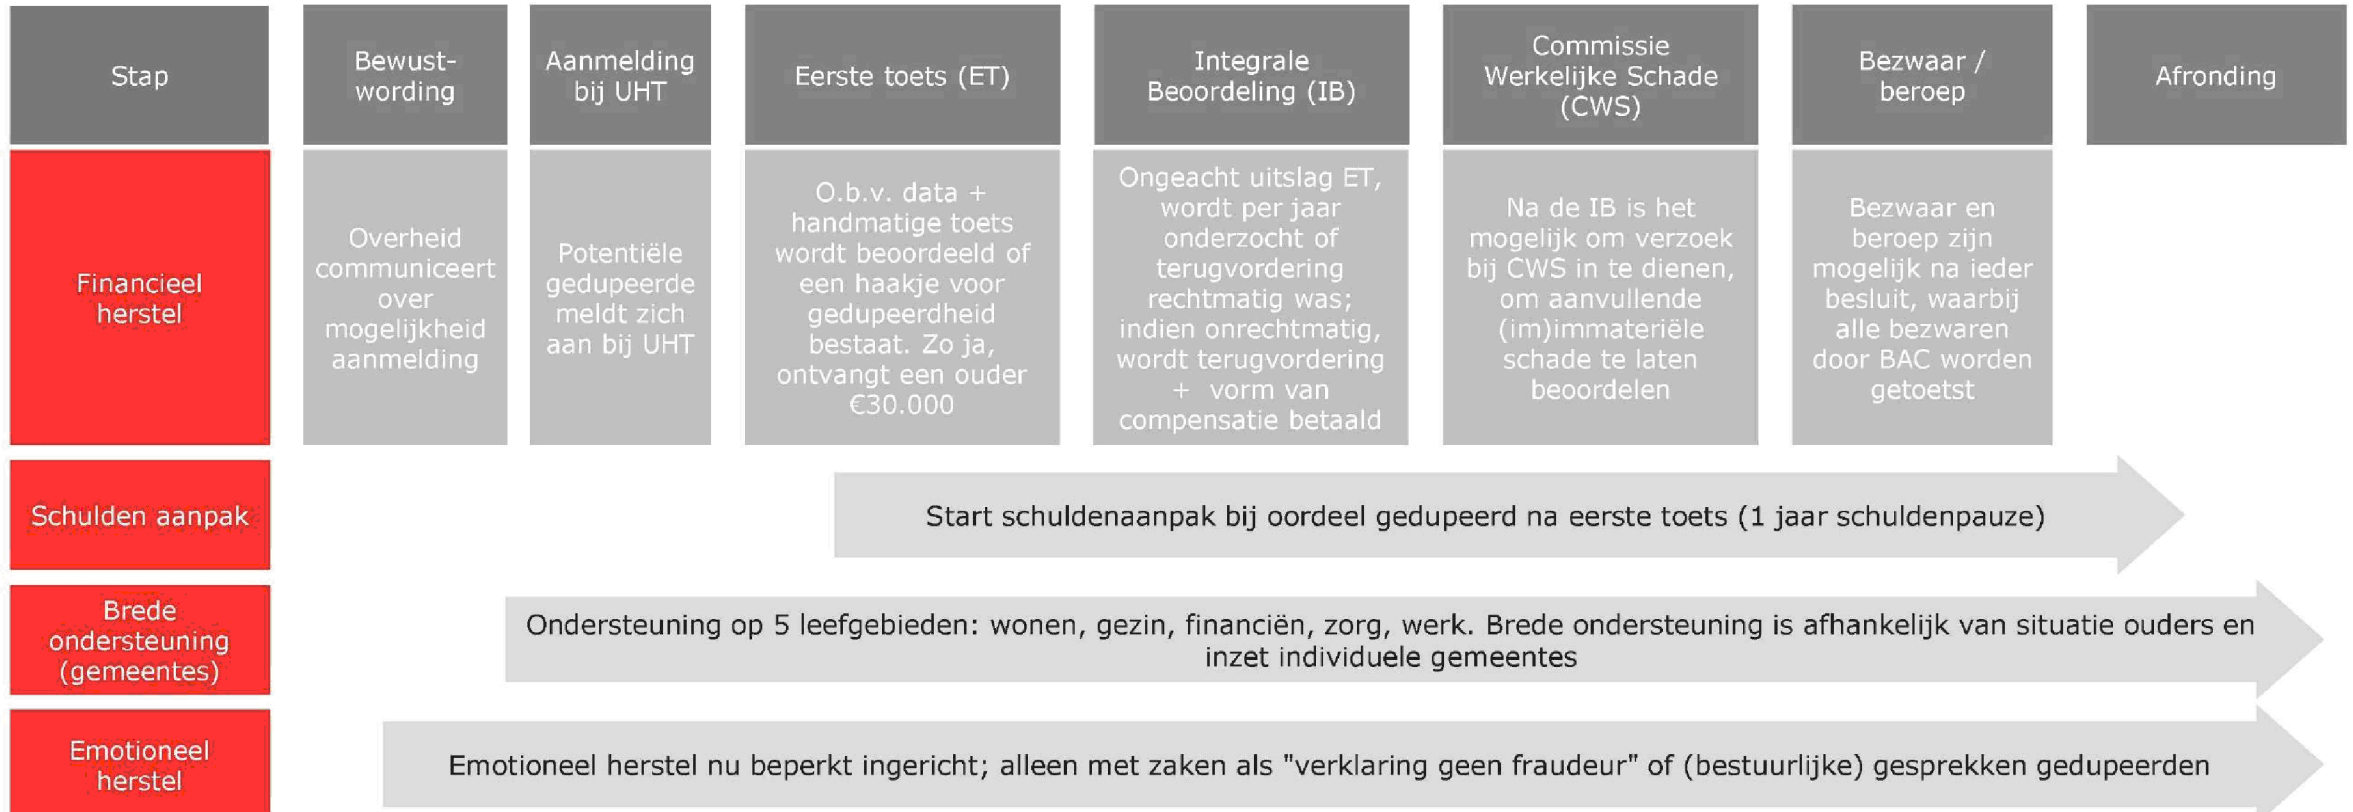 Stap
Bewust-
wording
Aanmelding
bij UHT
Eerste toets (ET)
Integrale
Beoordeling (IB)
Commissie
Werkelijke Schade
(CWS)
Bezwaar /
beroep
Afronding
Financieel
herstel
Overheid
communiceert
over
mogelijkheid
aanmelding
Potentiële
gedupeerde
meldt zich
aan bij UHT
O.b.v. data +
handmatige toets
wordt beoordeeld of
een haakje voor
gedupeerdheid
bestaat. Zo ja,
ontvangt een ouder
€30.000
Ongeacht uitslag ET,
wordt per jaar
onderzocht of
terugvordering
rechtmatig was;
indien onrechtmatig,
wordt terugvordering
+ vorm van
compensatie betaald
Na de IB is het
mogelijk om verzoek
bij CWS in te dienen,
om aanvullende
(im)immateriële
schade te laten
beoordelen
Bezwaar en
beroep zijn
mogelijk na ieder
besluit, waarbij
alle bezwaren
door BAC worden
getoetst
Schulden aanpak
Start schuldenaanpak bij oordeel gedupeerd na eerste toets (1 jaar schuldenpauze)
Brede
ondersteuning
(gemeentes)
Ondersteuning op 5 leefgebieden: wonen, gezin, financiën, zorg, werk. Brede ondersteuning is afhankelijk van situatie ouders en
inzet individuele gemeentes
Emotioneel
herstel
Emotioneel herstel nu beperkt ingericht; alleen met zaken als "verklaring geen fraudeur" of (bestuurlijke) gesprekken gedupeerden